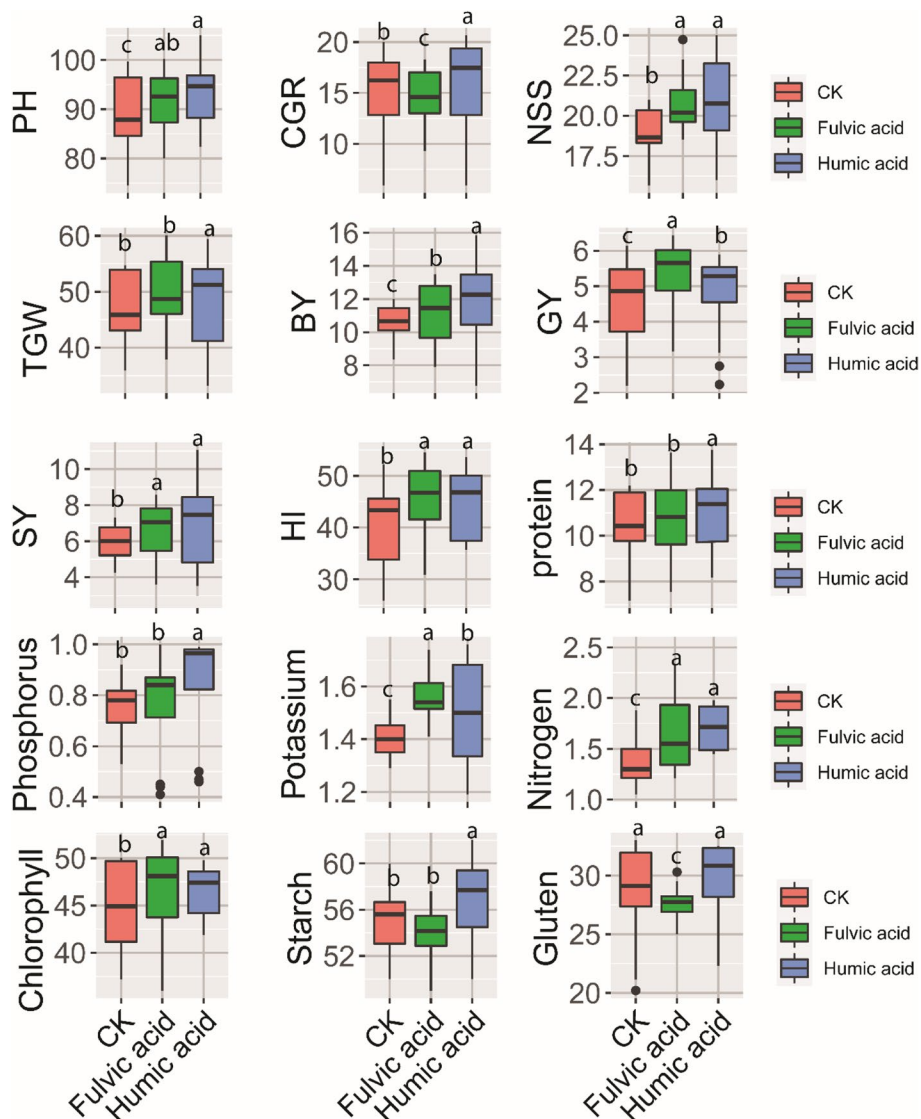 PH
100
90
80
c ab a
CGR
20
15
10
b c a
NSS
25.0
22.5
20.0
17.5
b a a
CK
Fulvic acid
Humic acid
TGW
60
50
40
b b a
BY
16
14
12
10
8
c b a
GY
6
5
4
3
2
c a b
CK
Fulvic acid
Humic acid
SY
10
8
6
4
b a a
HI
50
40
30
b a a
protein
14
12
10
8
b b a
CK
Fulvic acid
Humic acid
Phosphorus
1.0
0.8
0.6
0.4
b b a
Potassium
1.6
1.4
1.2
c a b
Nitrogen
2.5
2.0
1.5
1.0
c a a
CK
Fulvic acid
Humic acid
Chlorophyll
50
45
40
b a a
Starch
60
56
52
b b a
Gluten
30
25
20
a c a
CK
Fulvic acid
Humic acid
CK
Fulvic acid
Humic acid
CK
Fulvic acid
Humic acid
CK
Fulvic acid
Humic acid